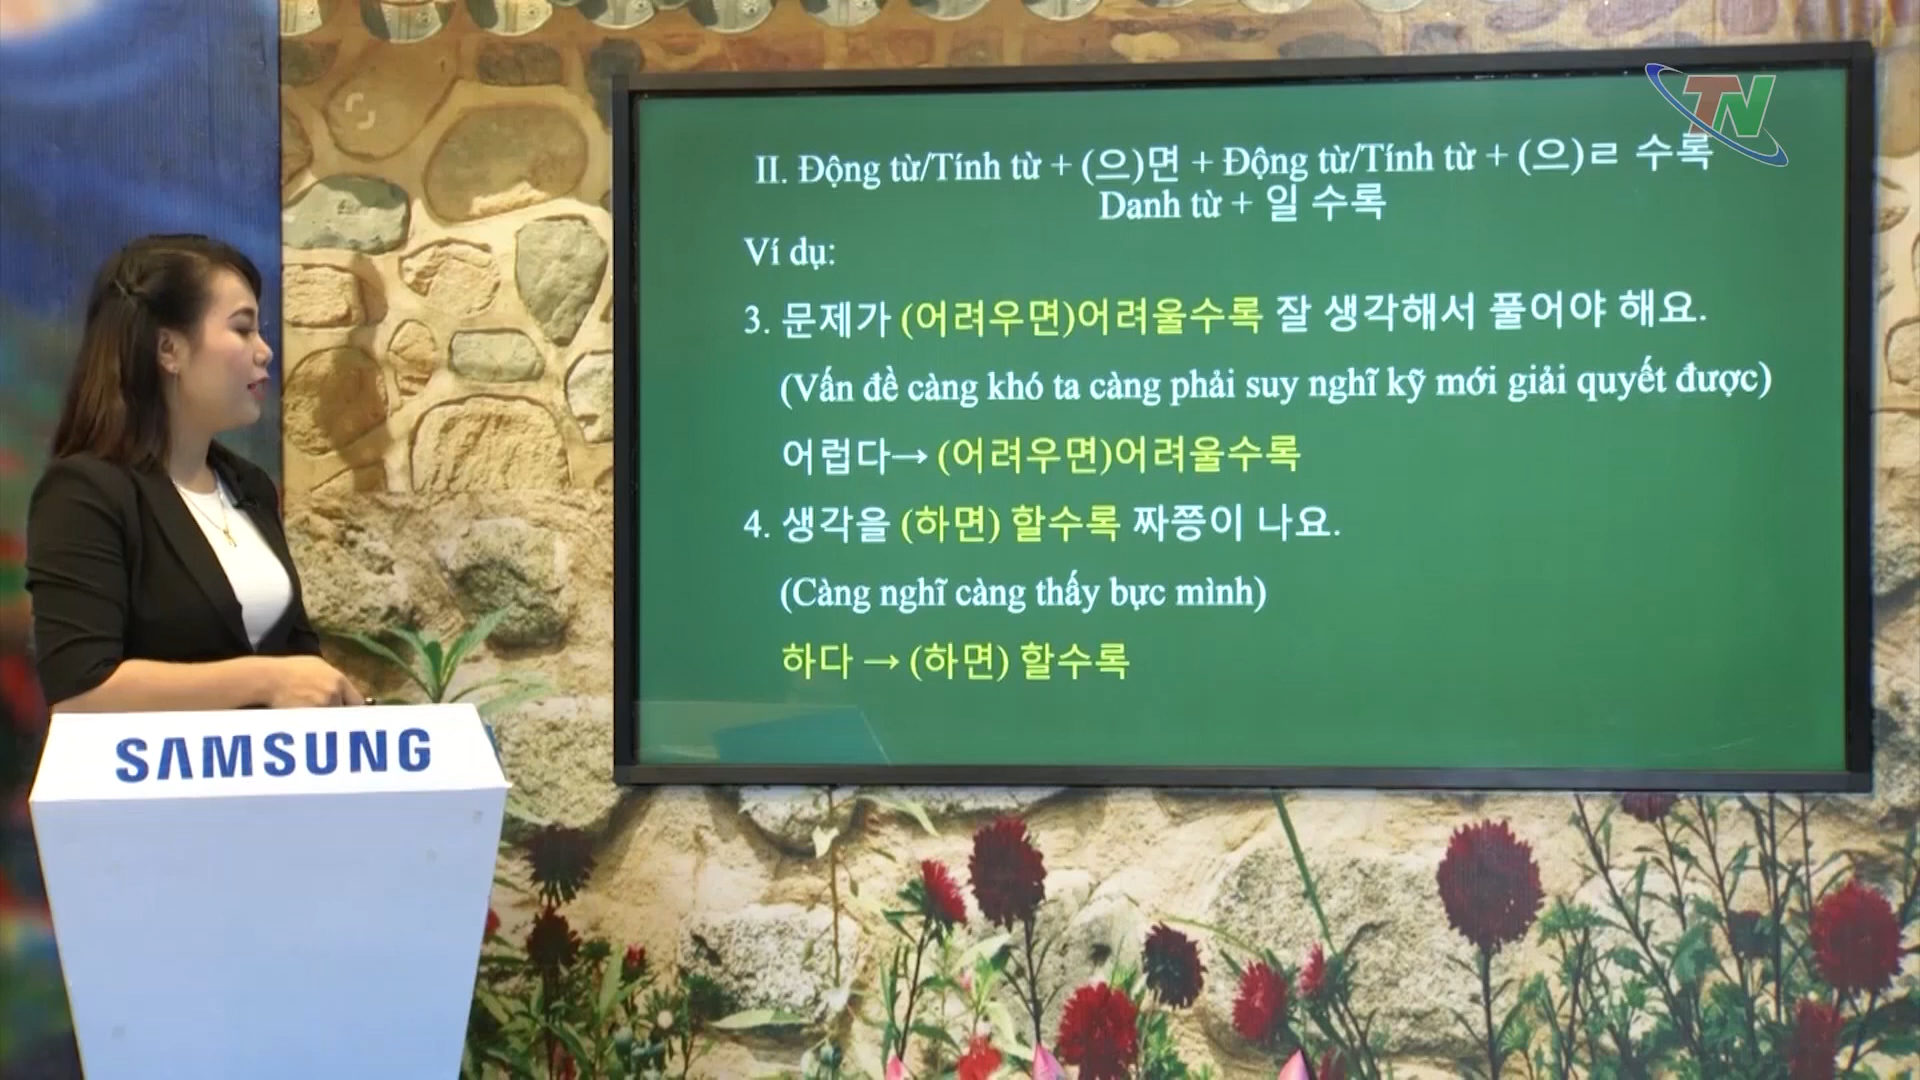 TN
II. Động từ/Tính từ + (으)면 + Động từ/Tính từ + (으)ㄹ 수록
Danh từ + 일 수록
Ví dụ:
3. 문제가 (어려우면)어려울수록 잘 생각해서 풀어야 해요.
(Vấn đề càng khó ta càng phải suy nghĩ kỹ mới giải quyết được)
어럽다→ (어려우면)어려울수록
4. 생각을 (하면) 할수록 짜쯩이 나요.
(Càng nghĩ càng thấy bực mình)
하다 → (하면) 할수록
SAMSUNG